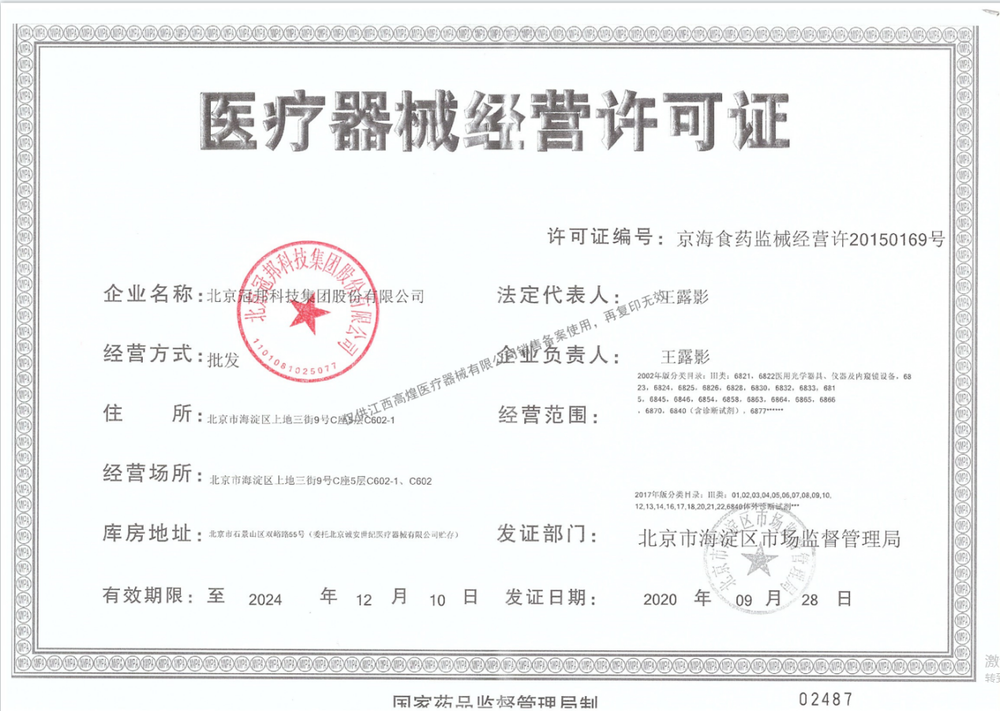 医疗器械经营许可证
许可证编号：京海食药监械经营许20150169号
企业名称：北京冠邦科技集团股份有限公司
法定代表人：王露影
经营方式：批发
企业负责人：王露影
住 所：北京市海淀区上地三街9号C座5层C602-1
经营范围：
2002年版分类目录：III类：6821，6822医用光学器具、仪器及内窥镜设备，68
23，6824，6825，6826，6828，6830，6832，6833，681
5，6845，6846，6854，6858，6863，6864，6865，6866
，6870，6840（含诊断试剂），6877******
经营场所：北京市海淀区上地三街9号C座5层C602-1、C602
2017年版分类目录：III类：01,02,03,04,05,06,07,08,09,10,
12,13,14,16,17,18,20,21,22,6840体外诊断试剂***
库房地址：北京市石景山区双峪路55号（委托北京诚安世纪医疗器械有限公司贮存）
发证部门：北京市海淀区市场监督管理局
有效期限：至 2024 年 12 月 10 日
发证日期：2020 年 09 月 28 日
北京冠邦科技集团股份有限公司
1101081025077
仅供江西高煌医疗器械有限公司销售备案使用，再复印无效
北京市海淀区市场监督管理局
国家药品监督管理局制
02487
激
转到